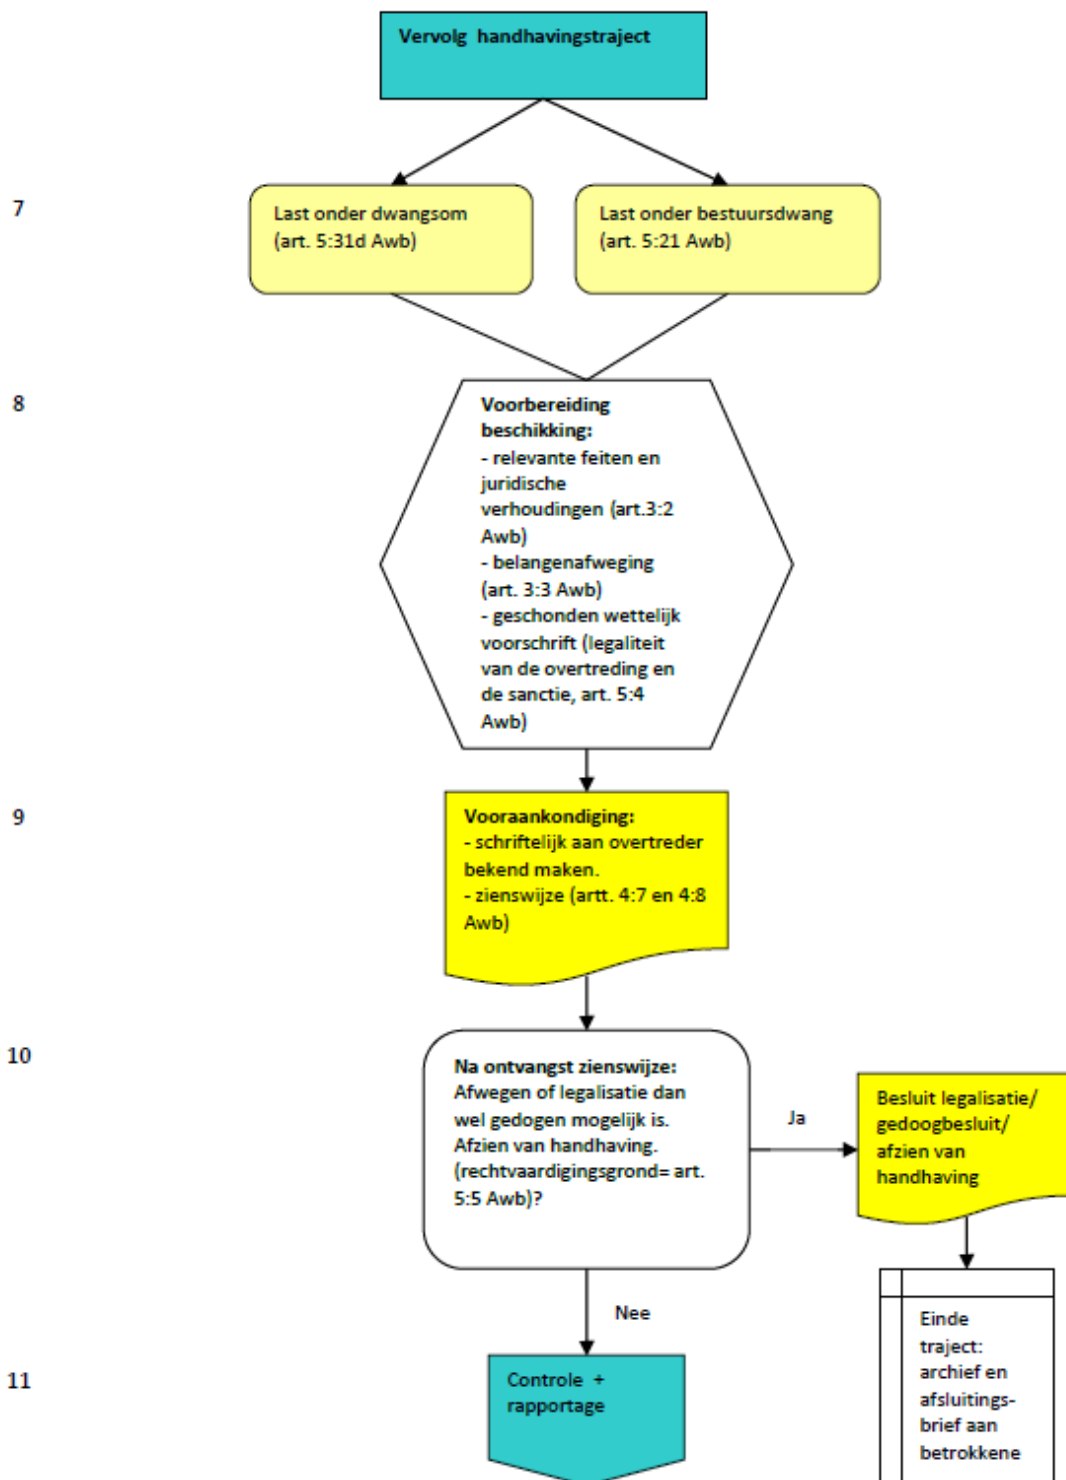 Vervolg handhavingstraject
7
Last onder dwangsom
(art. 5:31d Awb)
Last onder bestuursdwang
(art. 5:21 Awb)
8
Voorbereiding
beschikking:
- relevante feiten en
juridische
verhoudingen (art.3:2
Awb)
- belangenafweging
(art. 3:3 Awb)
- geschonden wettelijk
voorschrift (legaliteit
van de overtreding en
de sanctie, art. 5:4
Awb)
9
Vooraankondiging:
- schriftelijk aan overtreder
bekend maken.
- zienswijze (artt. 4:7 en 4:8
Awb)
10
Na ontvangst zienswijze:
Afwegen of legalisatie dan
wel gedogen mogelijk is.
Afzien van handhaving.
(rechtvaardigingsgrond= art.
5:5 Awb)?
Ja
Besluit legalisatie/
gedoogbesluit/
afzien van
handhaving
Nee
Einde
traject:
archief en
afsluitings-
brief aan
betrokkene
11
Controle +
rapportage